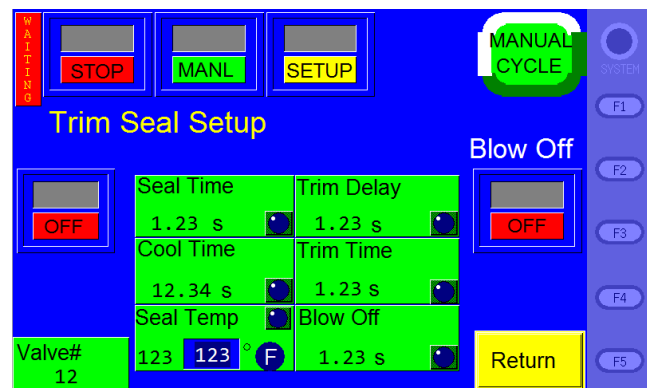 WAITING
STOP
MANL
SETUP
MANUAL
CYCLE
SYSTEM
F1
Trim Seal Setup
Blow Off
F2
OFF
Seal Time
1.23 s
Trim Delay
1.23 s
OFF
F3
Cool Time
12.34 s
Trim Time
1.23 s
F4
Seal Temp
123 123 ° F
Blow Off
1.23 s
Valve#
12
Return
F5